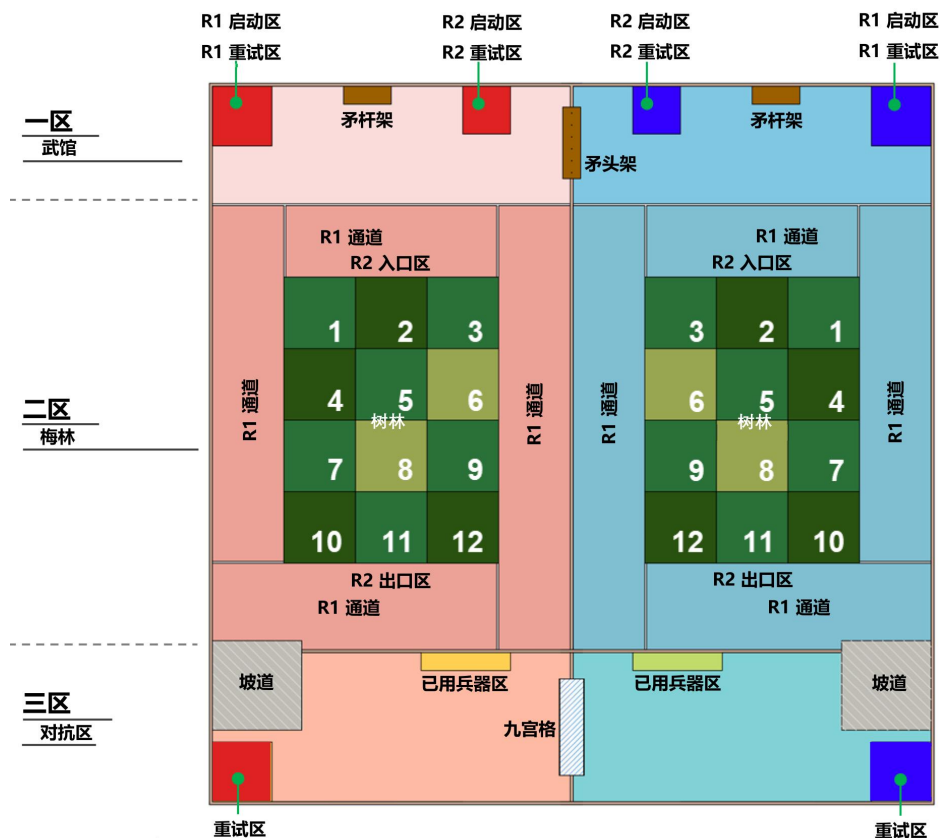 R1 启动区
R1 重试区
R2 启动区
R2 重试区
R2 启动区
R2 重试区
R1 启动区
R1 重试区
一区
武馆
矛杆架
矛头架
矛杆架
R1 通道
R2 入口区
R1 通道
R2 入口区
二区
梅林
R1 通道
1
2
3
4
5
6
树林
7
8
9
10
11
12
R1 通道
R1 通道
3
2
1
6
5
4
树林
9
8
7
12
11
10
R1 通道
R2 出口区
R1 通道
R2 出口区
R1 通道
三区
对抗区
坡道
已用兵器区
九宫格
已用兵器区
坡道
重试区
重试区